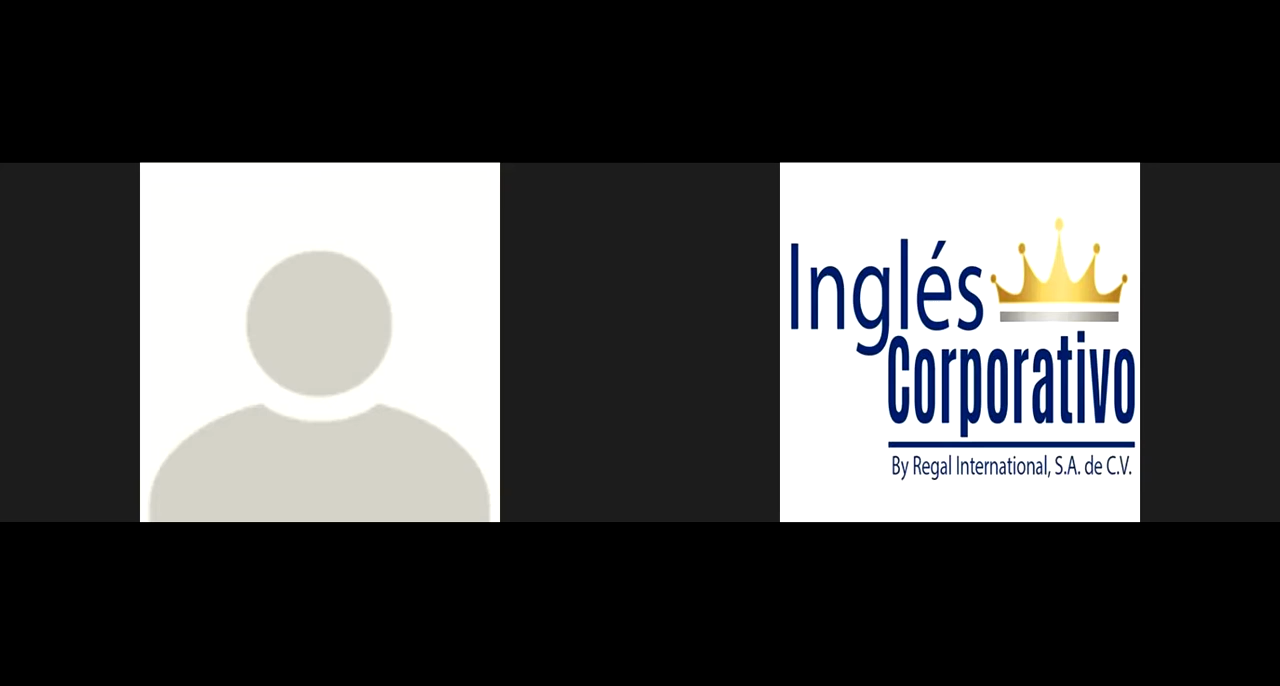 Inglés
Corporativo
By Regal International, S.A. de C.V.